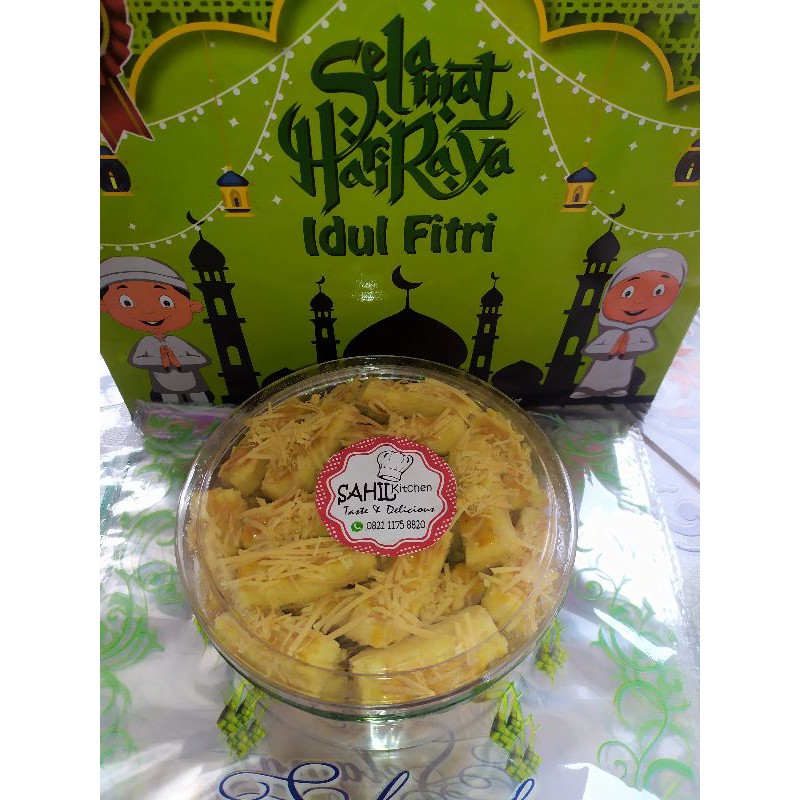 Selamat
Hari Raya
Idul Fitri
SAHIL Kitchen
Taste & Delicious
0822 1175 8820